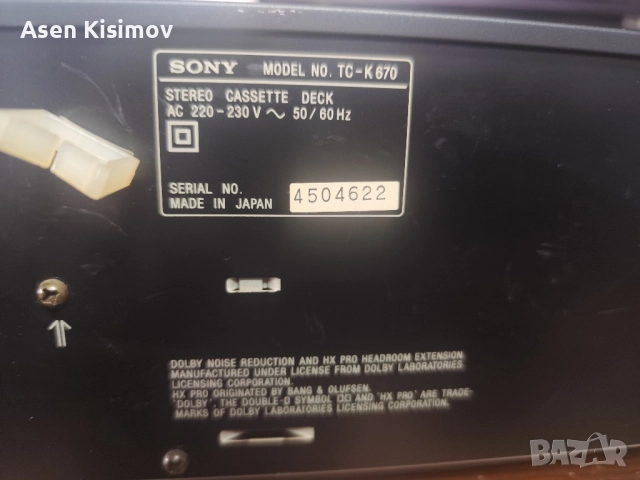 Asen Kisimov
SONY MODEL NO. TC-K670
STEREO CASSETTE DECK
AC 220-230V ~ 50/60Hz
SERIAL NO. 4504622
MADE IN JAPAN
DOLBY NOISE REDUCTION AND HX PRO HEADROOM EXTENSION
MANUFACTURED UNDER LICENSE FROM DOLBY LABORATORIES
LICENSING CORPORATION.
HX PRO ORIGINATED BY BANG & OLUFSEN.
'DOLBY', THE DOUBLE-D SYMBOL AND 'HX PRO' ARE TRADE-
MARKS OF DOLBY LABORATORIES LICENSING CORPORATION.
BAZAR